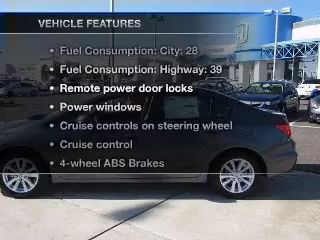 VEHICLE FEATURES
• Fuel Consumption: City: 28
• Fuel Consumption: Highway: 39
• Remote power door locks
• Power windows
• Cruise controls on steering wheel
• Cruise control
• 4-wheel ABS Brakes